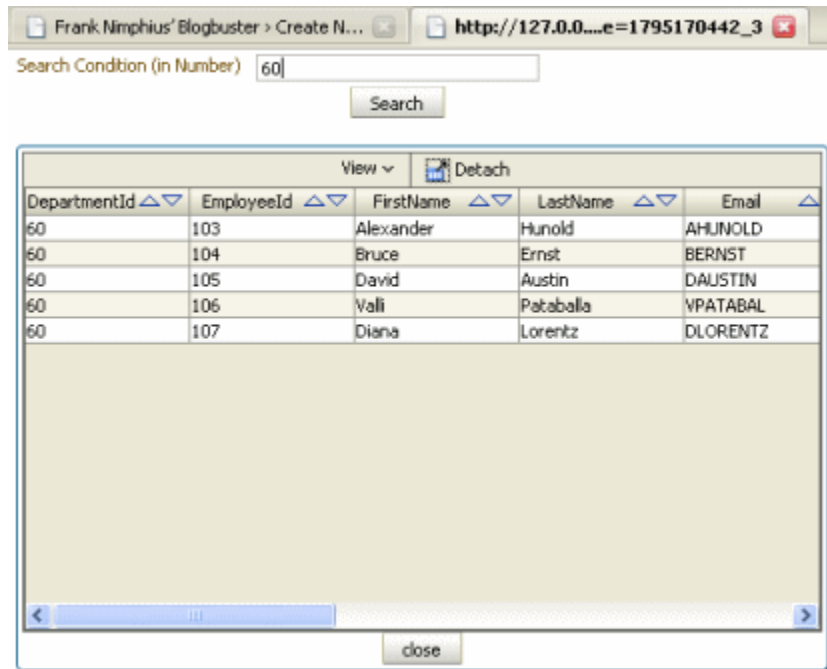 Frank Nimphius' Blogbuster › Create N... http://127.0.0....e=1795170442_3
Search Condition (in Number) 60
Search
View Detach
DepartmentId EmployeeId FirstName LastName Email
60 103 Alexander Hunold AHUNOLD
60 104 Bruce Ernst BERNST
60 105 David Austin DAUSTIN
60 106 Valli Pataballa VPATABAL
60 107 Diana Lorentz DLORENTZ
close